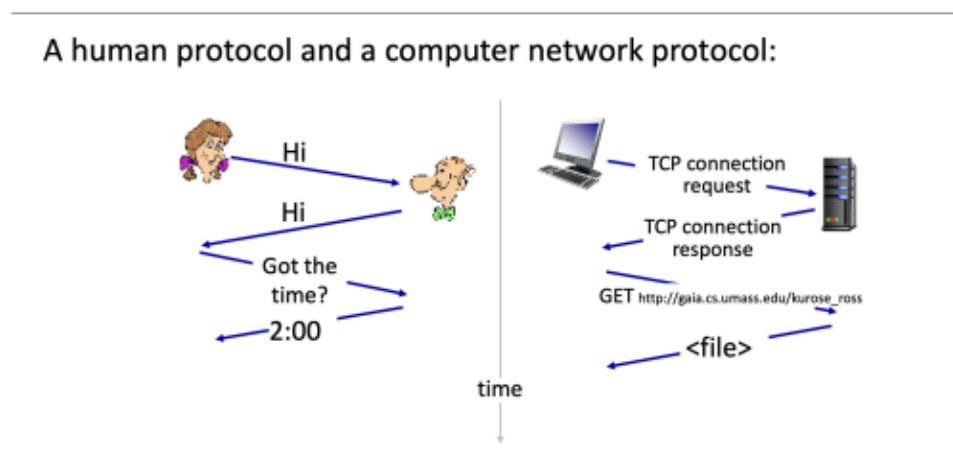 A human protocol and a computer network protocol:
Hi
Hi
Got the
time?
2:00
TCP connection
request
TCP connection
response
GET http://gaia.cs.umass.edu/kurose_ross
<file>
time